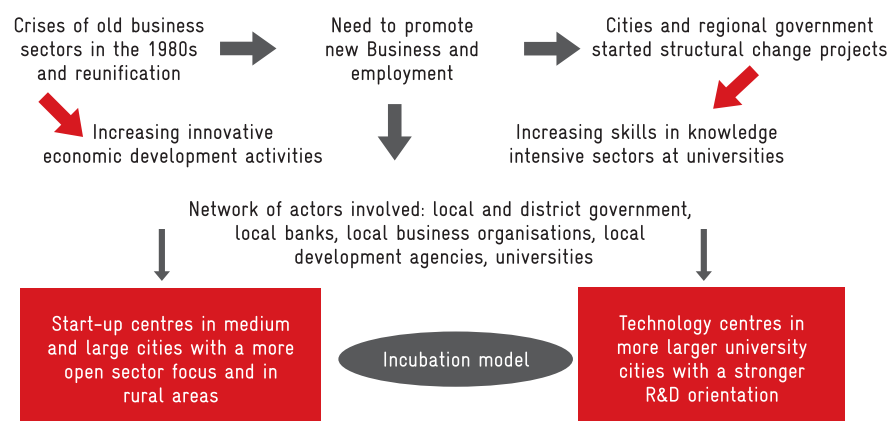 Crises of old business
sectors in the 1980s
and reunification
Need to promote
new Business and
employment
Cities and regional government
started structural change projects
Increasing innovative
economic development activities
Increasing skills in knowledge
intensive sectors at universities
Network of actors involved: local and district government,
local banks, local business organisations, local
development agencies, universities
Start-up centres in medium
and large cities with a more
open sector focus and in
rural areas
Incubation model
Technology centres in
more larger university
cities with a stronger
R&D orientation